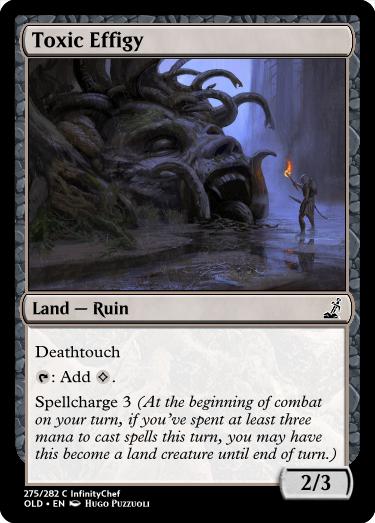 Toxic Effigy
Land — Ruin
Deathtouch
: Add .
Spellcharge 3 (At the beginning of combat
on your turn, if you've spent at least three
mana to cast spells this turn, you may have
this become a land creature until end of turn.)
2/3
275/282 C InfinityChef
OLD • EN Hugo Puzzuoli